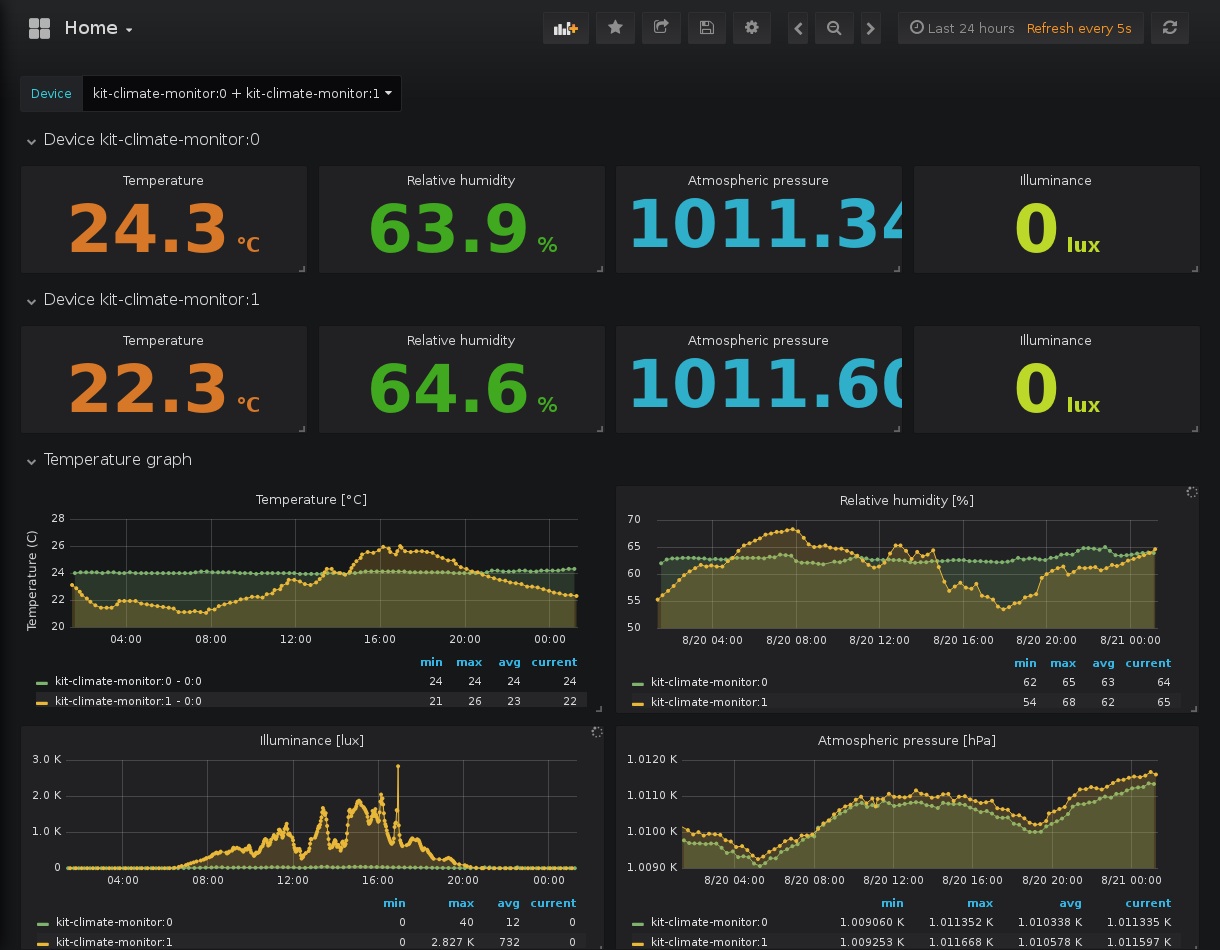 Home
Last 24 hours Refresh every 5s
Device kit-climate-monitor:0 + kit-climate-monitor:1
Device kit-climate-monitor:0
Temperature Relative humidity Atmospheric pressure Illuminance
24.3 °C 63.9 % 1011.34 0 lux
Device kit-climate-monitor:1
Temperature Relative humidity Atmospheric pressure Illuminance
22.3 °C 64.6 % 1011.60 0 lux
Temperature graph
Temperature [°C]
Temperature (C)
28
26
24
22
20
04:00 08:00 12:00 16:00 20:00 00:00
min max avg current
kit-climate-monitor:0 - 0:0 24 24 24 24
kit-climate-monitor:1 - 0:0 21 26 23 22
Relative humidity [%]
70
65
60
55
50
8/20 04:00 8/20 08:00 8/20 12:00 8/20 16:00 8/20 20:00 8/21 00:00
min max avg current
kit-climate-monitor:0 62 65 63 64
kit-climate-monitor:1 54 68 62 65
Illuminance [lux]
3.0 K
2.0 K
1.0 K
0
04:00 08:00 12:00 16:00 20:00 00:00
min max avg current
kit-climate-monitor:0 0 40 12 0
kit-climate-monitor:1 0 2.827 K 732 0
Atmospheric pressure [hPa]
1.0120 K
1.0110 K
1.0100 K
1.0090 K
8/20 04:00 8/20 08:00 8/20 12:00 8/20 16:00 8/20 20:00 8/21 00:00
min max avg current
kit-climate-monitor:0 1.009060 K 1.011352 K 1.010338 K 1.011335 K
kit-climate-monitor:1 1.009253 K 1.011668 K 1.010578 K 1.011597 K